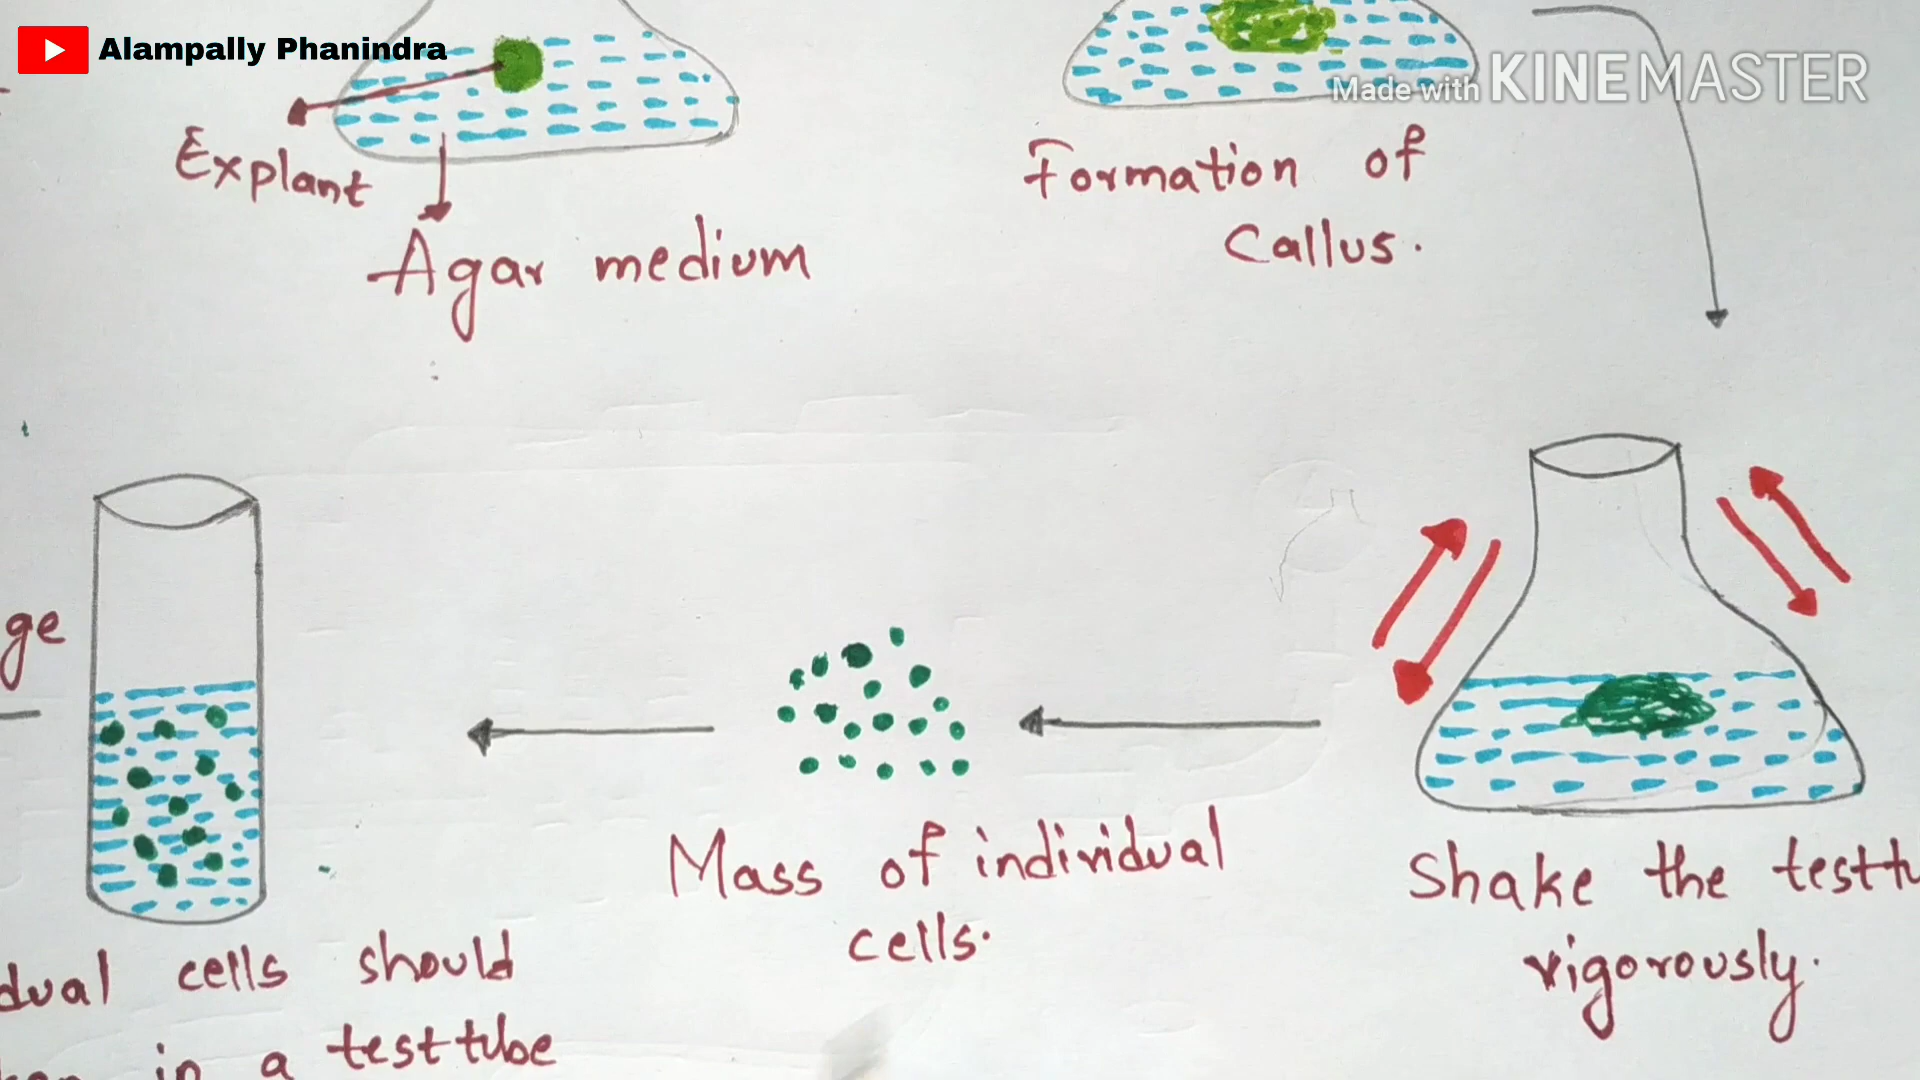 Alampally Phanindra
Made with KINEMASTER
Explant
Agar medium
Formation of
Callus.
Mass of individual
cells.
Shake the testtu
vigorously.
ge
dual cells should
in a test tube